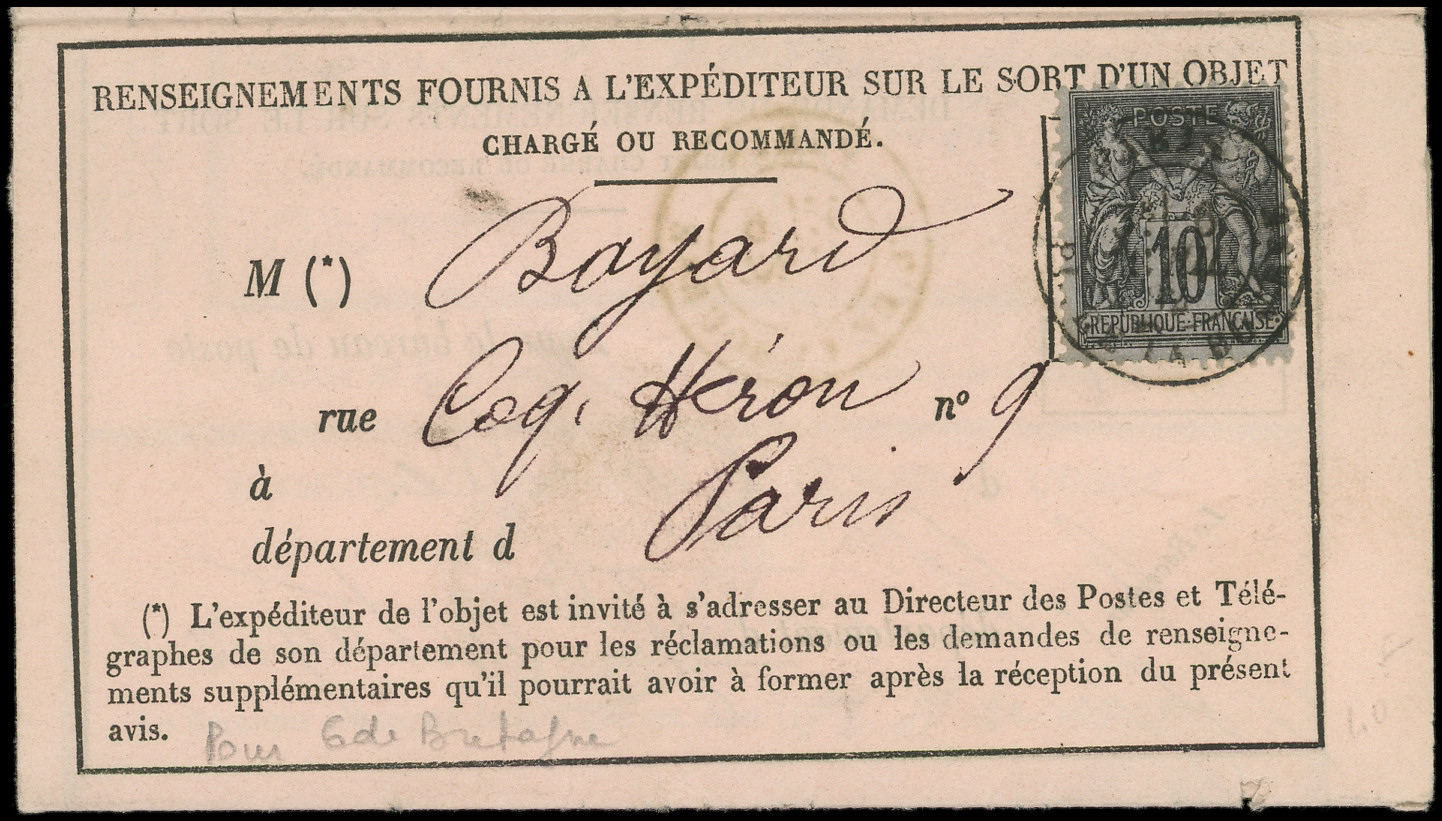 RENSEIGNEMENTS FOURNIS A L'EXPÉDITEUR SUR LE SORT D'UN OBJET
CHARGÉ OU RECOMMANDÉ.
POSTE
10
REPUBLIQUE FRANÇAISE
M (*) Bayard
rue Coq. Héron nº 9
à Paris
département d
(*) L'expéditeur de l'objet est invité à s'adresser au Directeur des Postes et Télé-
graphes de son département pour les réclamations ou les demandes de renseigne-
ments supplémentaires qu'il pourrait avoir à former après la réception du présent
avis.
Pour G de Bretagne